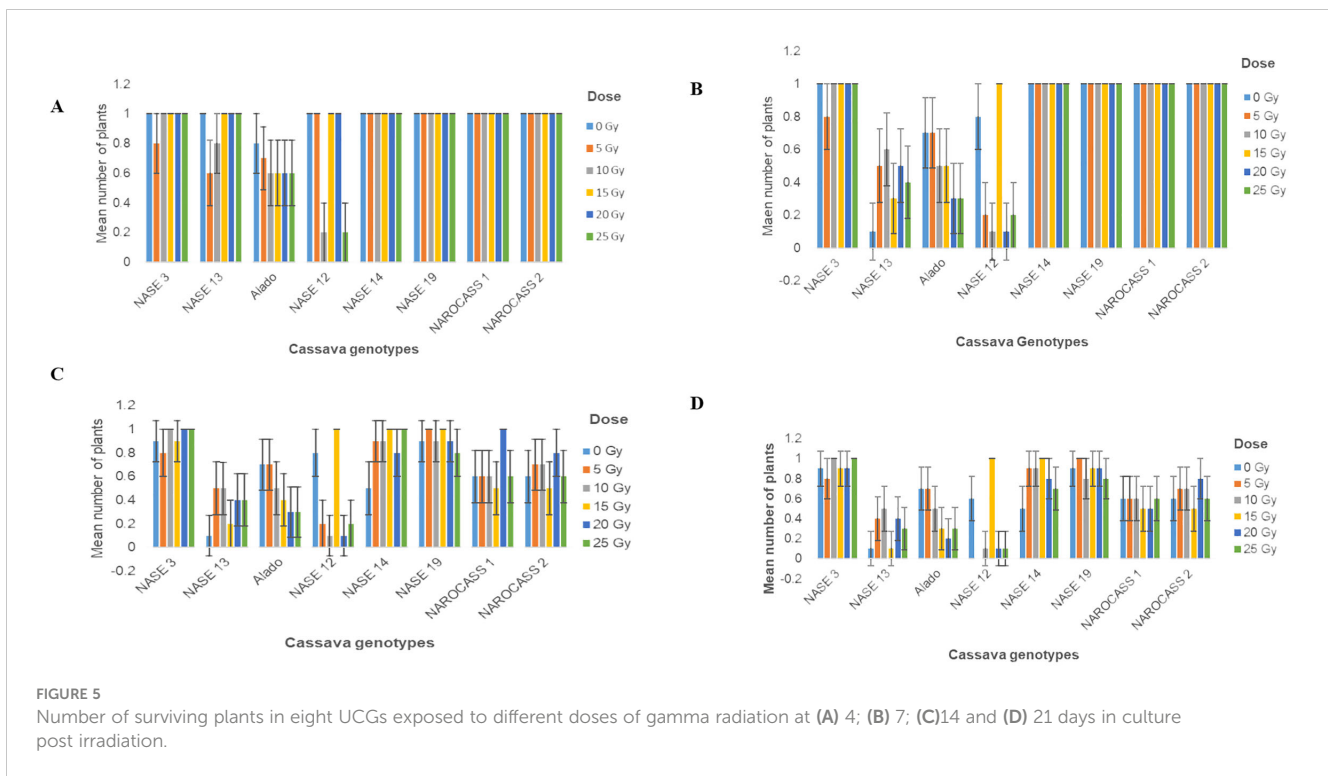 A
Mean number of plants
1.2
1
0.8
0.6
0.4
0.2
0
NASE 3
NASE 13
Alado
NASE 12
NASE 14
NASE 19
NAROCASS 1
NAROCASS 2
Cassava genotypes
Dose
0 Gy
5 Gy
10 Gy
15 Gy
20 Gy
25 Gy
B
Maen number of plants
1.2
1
0.8
0.6
0.4
0.2
0
-0.2
NASE 3
NASE 13
Alado
NASE 12
NASE 14
NASE 19
NAROCASS 1
NAROCASS 2
Cassava Genotypes
Dose
0 Gy
5 Gy
10 Gy
15 Gy
20 Gy
25 Gy
C
Mean number of plants
1.2
1
0.8
0.6
0.4
0.2
0
-0.2
NASE 3
NASE 13
Alado
NASE 12
NASE 14
NASE 19
NAROCASS 1
NAROCASS 2
Cassava genotypes
Dose
0 Gy
5 Gy
10 Gy
15 Gy
20 Gy
25 Gy
D
Mean number of plants
1.2
1
0.8
0.6
0.4
0.2
0
-0.2
NASE 3
NASE 13
Alado
NASE 12
NASE 14
NASE 19
NAROCASS 1
NAROCASS 2
Cassava genotypes
Dose
0 Gy
5 Gy
10 Gy
15 Gy
20 Gy
25 Gy
FIGURE 5
Number of surviving plants in eight UCGs exposed to different doses of gamma radiation at (A) 4; (B) 7; (C)14 and (D) 21 days in culture
post irradiation.